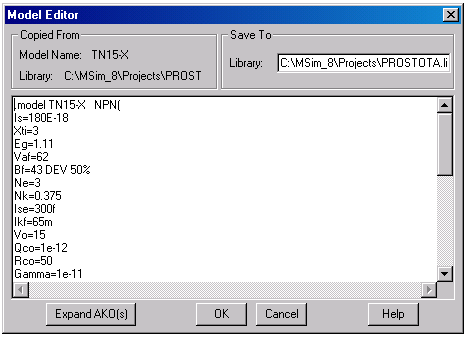 Model Editor
Copied From
Model Name: TN15-X
Library: C:\MSim_8\Projects\PROST
Save To
Library: C:\MSim_8\Projects\PROSTOTA.li
.model TN15-X NPN(
Is=180E-18
Xti=3
Eg=1.11
Vaf=62
Bf=43 DEV 50%
Ne=3
Nk=0.375
Ise=300f
Ikf=65m
Vo=15
Qco=1e-12
Rco=50
Gamma=1e-11
Expand AKO(s)
OK
Cancel
Help